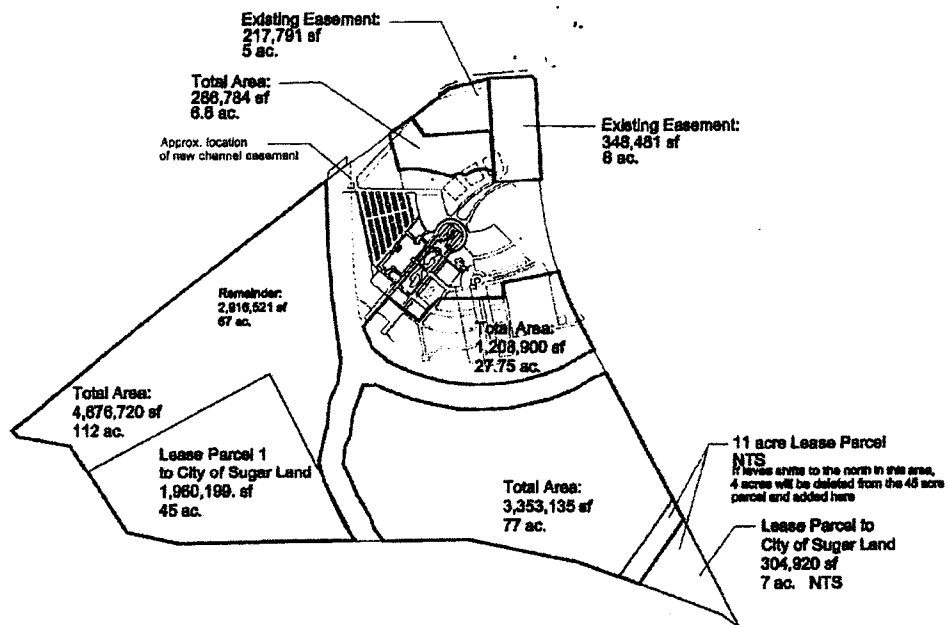 Existing Easement:
217,791 sf
5 ac.
Total Area:
286,784 sf
6.6 ac.
Approx. location
of new channel easement
Existing Easement:
348,481 sf
8 ac.
Remainder:
2,916,521 sf
67 ac.
Total Area:
1,208,900 sf
27.75 ac.
Total Area:
4,876,720 sf
112 ac.
Lease Parcel 1
to City of Sugar Land
1,960,199. sf
45 ac.
Total Area:
3,353,135 sf
77 ac.
11 acre Lease Parcel
NTS
If levee shifts to the north in this area,
4 acres will be deleted from the 45 acre
parcel and added here
Lease Parcel to
City of Sugar Land
304,920 sf
7 ac. NTS